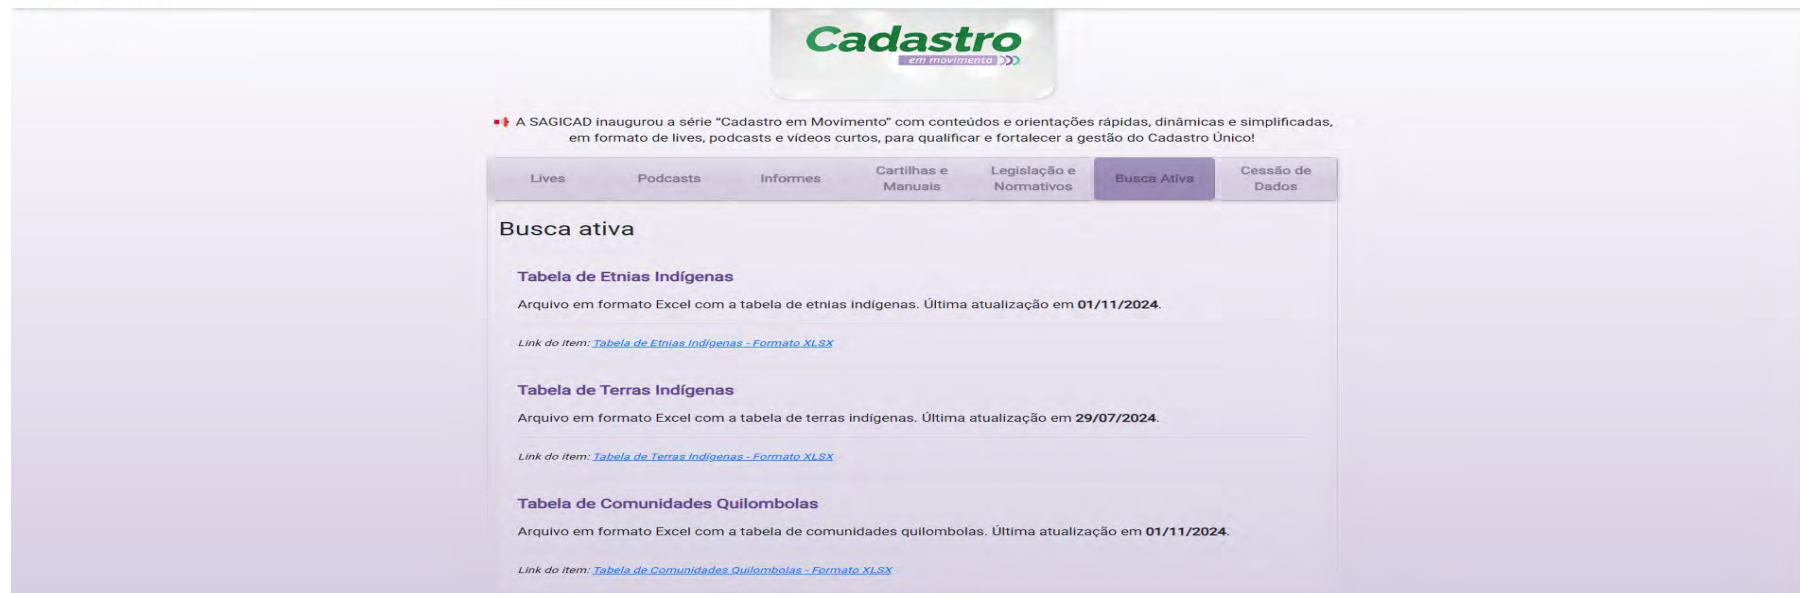 Cadastro
em movimento
A SAGICAD inaugurou a série "Cadastro em Movimento" com conteúdos e orientações rápidas, dinâmicas e simplificadas,
em formato de lives, podcasts e vídeos curtos, para qualificar e fortalecer a gestão do Cadastro Único!
Lives
Podcasts
Informes
Cartilhas e
Manuais
Legislação e
Normativos
Busca Ativa
Cessão de
Dados
Busca ativa
Tabela de Etnias Indígenas
Arquivo em formato Excel com a tabela de etnias indígenas. Última atualização em 01/11/2024.
Link do item: Tabela de Etnias Indígenas - Formato XLSX
Tabela de Terras Indígenas
Arquivo em formato Excel com a tabela de terras indígenas. Última atualização em 29/07/2024.
Link do item: Tabela de Terras Indígenas - Formato XLSX
Tabela de Comunidades Quilombolas
Arquivo em formato Excel com a tabela de comunidades quilombolas. Última atualização em 01/11/2024.
Link do item: Tabela de Comunidades Quilombolas - Formato XLSX